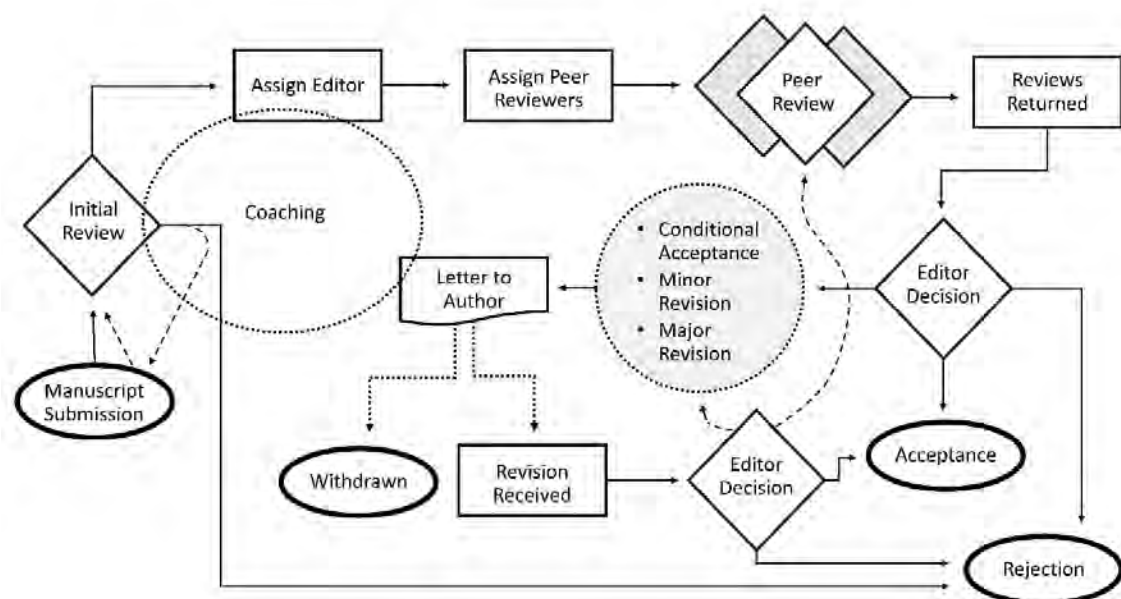 Assign Editor
Assign Peer
Reviewers
Peer
Review
Reviews
Returned
Initial
Review
Coaching
• Conditional
Acceptance
• Minor
Revision
• Major
Revision
Letter to
Author
Editor
Decision
Manuscript
Submission
Withdrawn
Revision
Received
Editor
Decision
Acceptance
Rejection